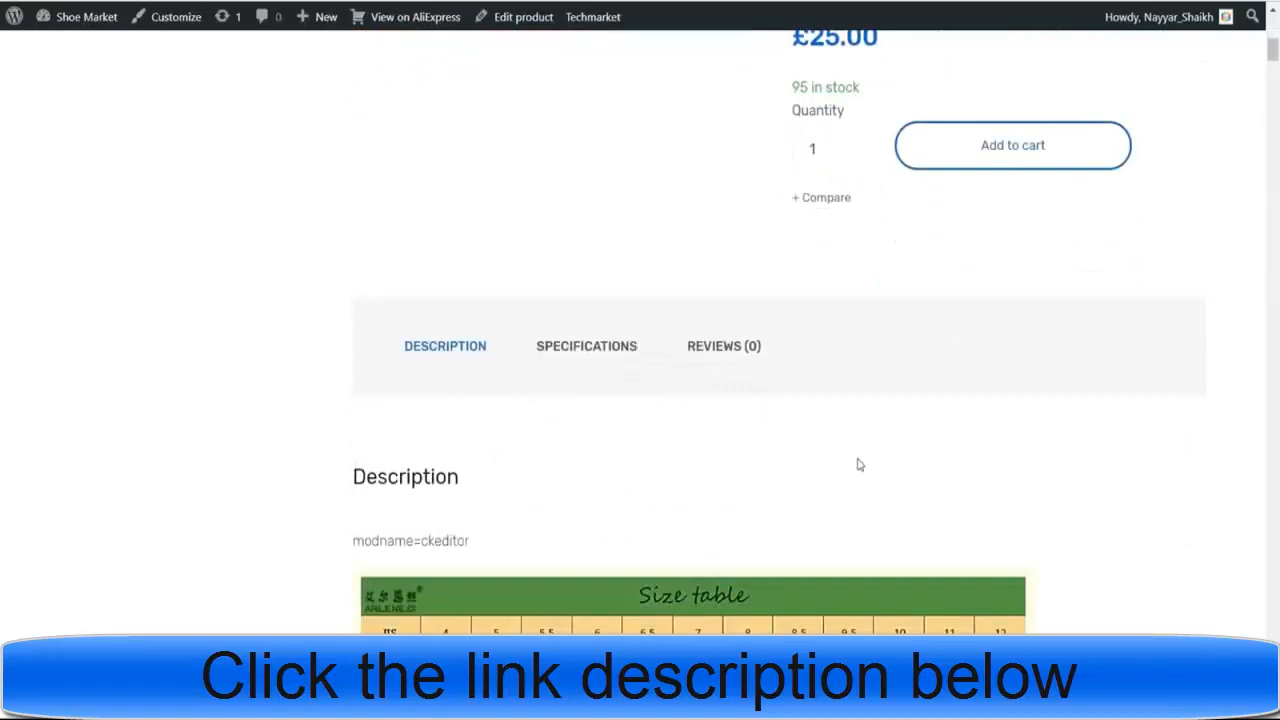 Shoe Market Customize 1 0 New View on AliExpress Edit product Techmarket Howdy, Nayyar_Shaikh
£25.00
95 in stock
Quantity
1 Add to cart
+ Compare
DESCRIPTION SPECIFICATIONS REVIEWS (0)
Description
modname=ckeditor
Size table
ARLENE.SI
US 4 5 5.5 6 6.5 7 8 8.5 9.5 10 11 12
Click the link description below